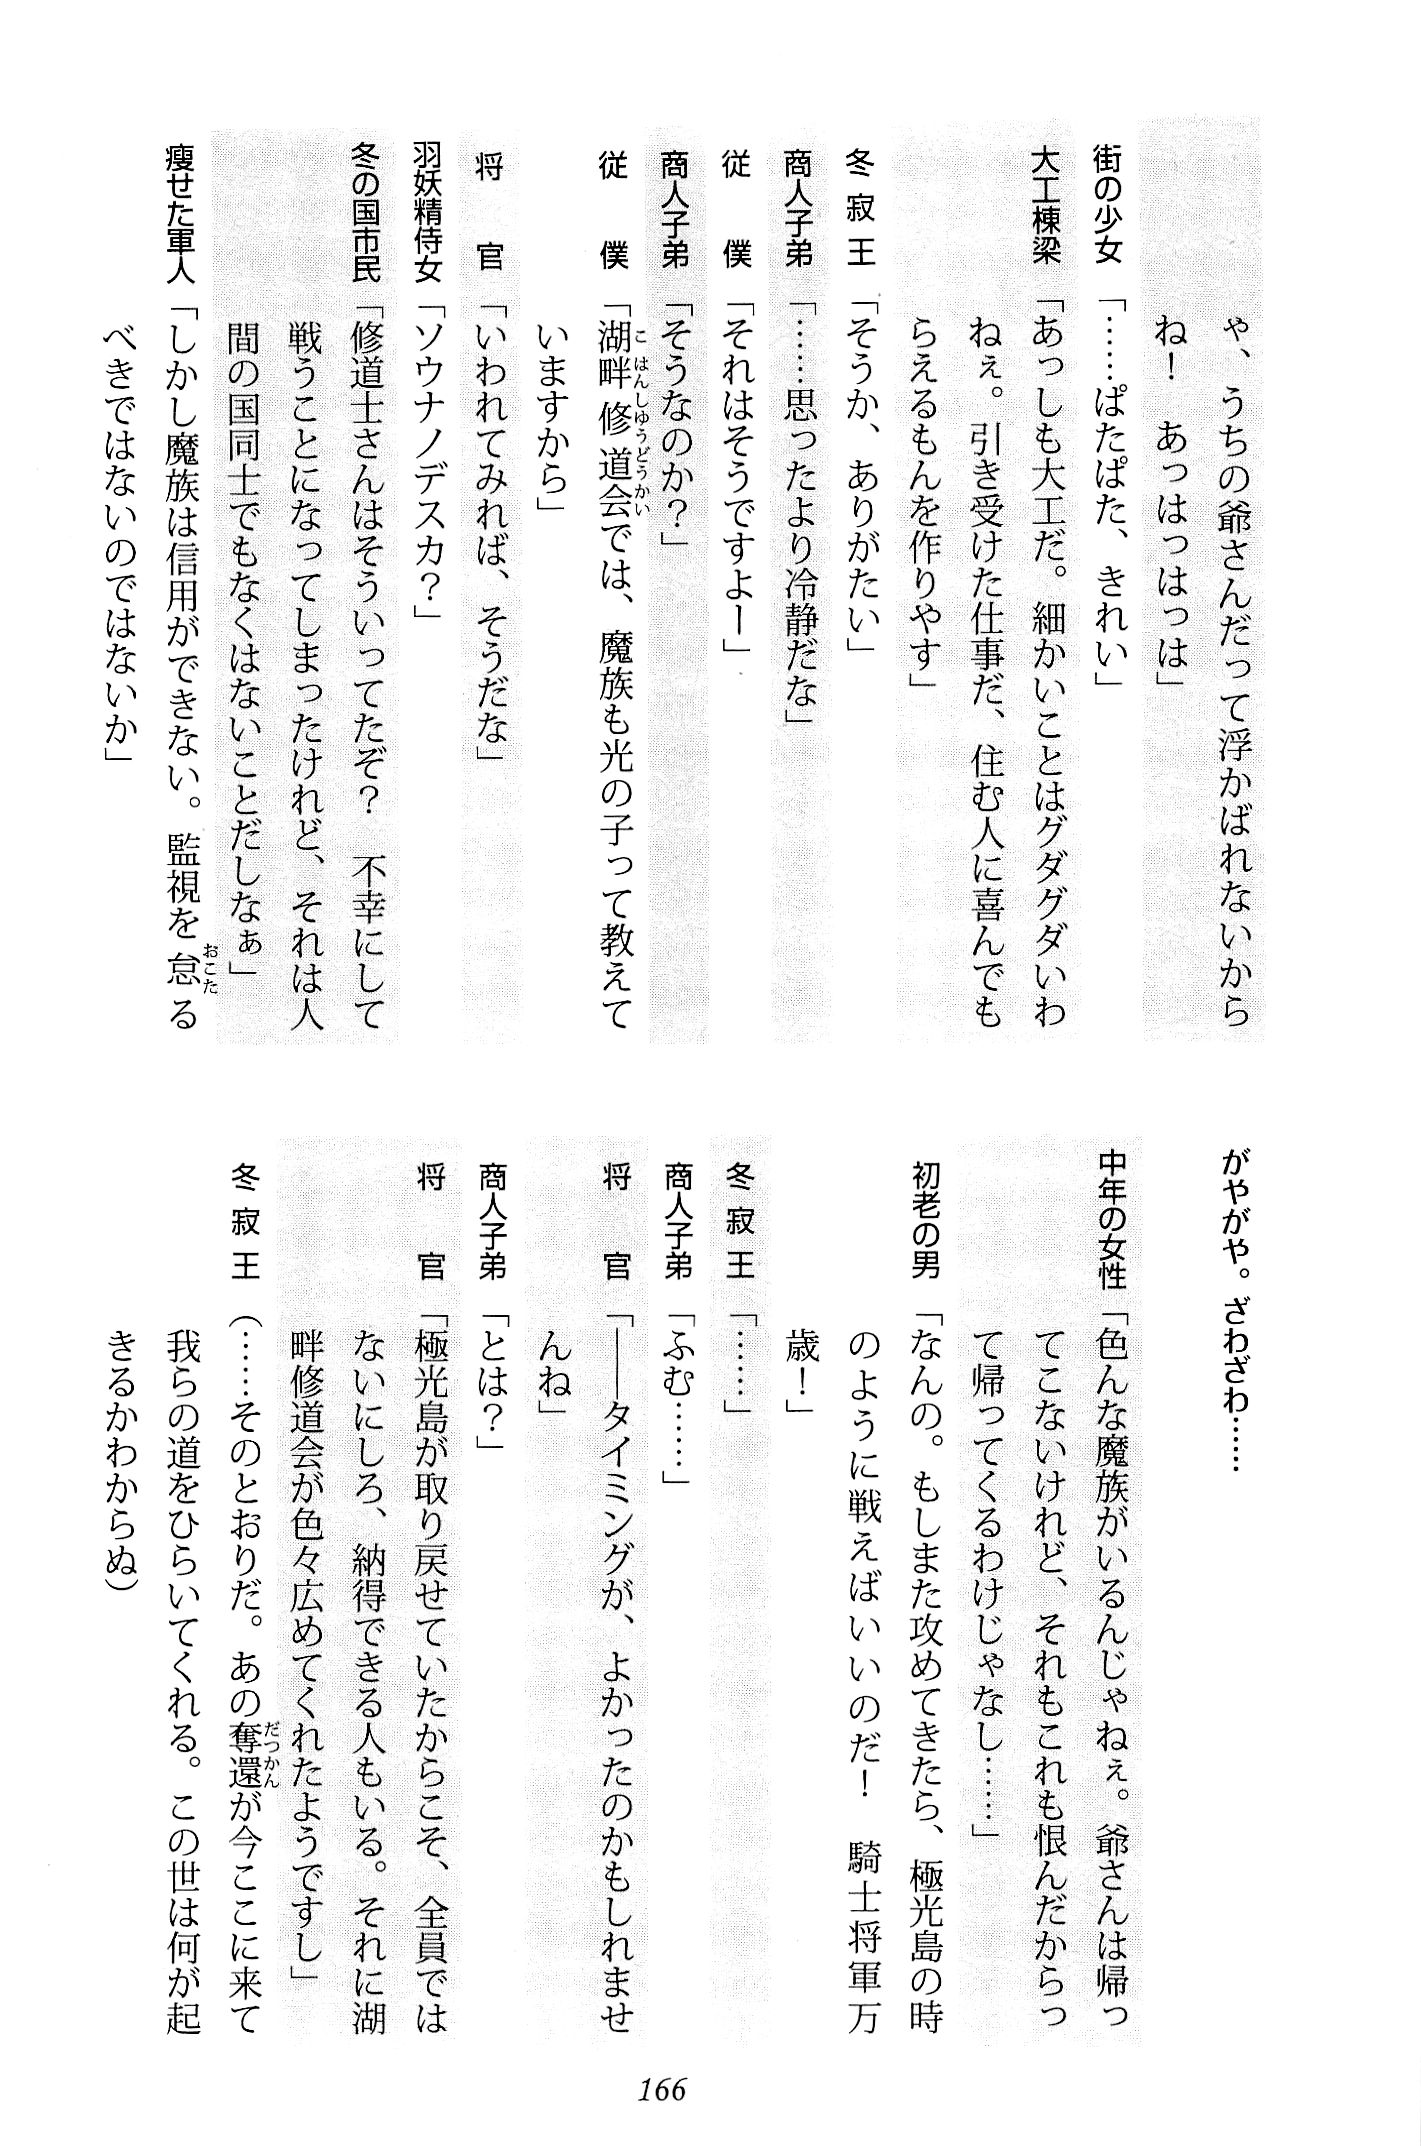 ゃ、うちの爺さんだって浮かばれないから
ね！　あっはっはっは」
街の少女「……ぱたぱた、きれい」
大工棟梁「あっしも大工だ。細かいことはグダグダいわ
ねぇ。引き受けた仕事だ、住む人に喜んでも
らえるもんを作りやす」
冬寂王「そうか、ありがたい」
商人子弟「……思ったより冷静だな」
従僕「それはそうですよー」
商人子弟「そうなのか？」
従僕「湖畔修道会では、魔族も光の子って教えて
いますから」
将官「いわれてみれば、そうだな」
羽妖精侍女「ソウナノデスカ？」
冬の国市民「修道士さんはそういってたぞ？　不幸にして
戦うことになってしまったけれど、それは人
間の国同士でもなくはないことだしなぁ」
痩せた軍人「しかし魔族は信用ができない。監視を怠る
べきではないのではないか」
がやがや。ざわざわ……
中年の女性「色んな魔族がいるんじゃねぇ。爺さんは帰っ
てこないけれど、それもこれも恨んだからっ
て帰ってくるわけじゃなし……」
初老の男「なんの。もしまた攻めてきたら、極光島の時
のように戦えばいいのだ！　騎士将軍万
歳！」
冬寂王「……」
商人子弟「ふむ……」
将官「――タイミングが、よかったのかもしれませ
んね」
商人子弟「とは？」
将官「極光島が取り戻せていたからこそ、全員では
ないにしろ、納得できる人もいる。それに湖
畔修道会が色々広めてくれたようですし」
冬寂王（……そのとおりだ。あの奪還が今ここに来て
我らの道をひらいてくれる。この世は何が起
きるかわからぬ）
166